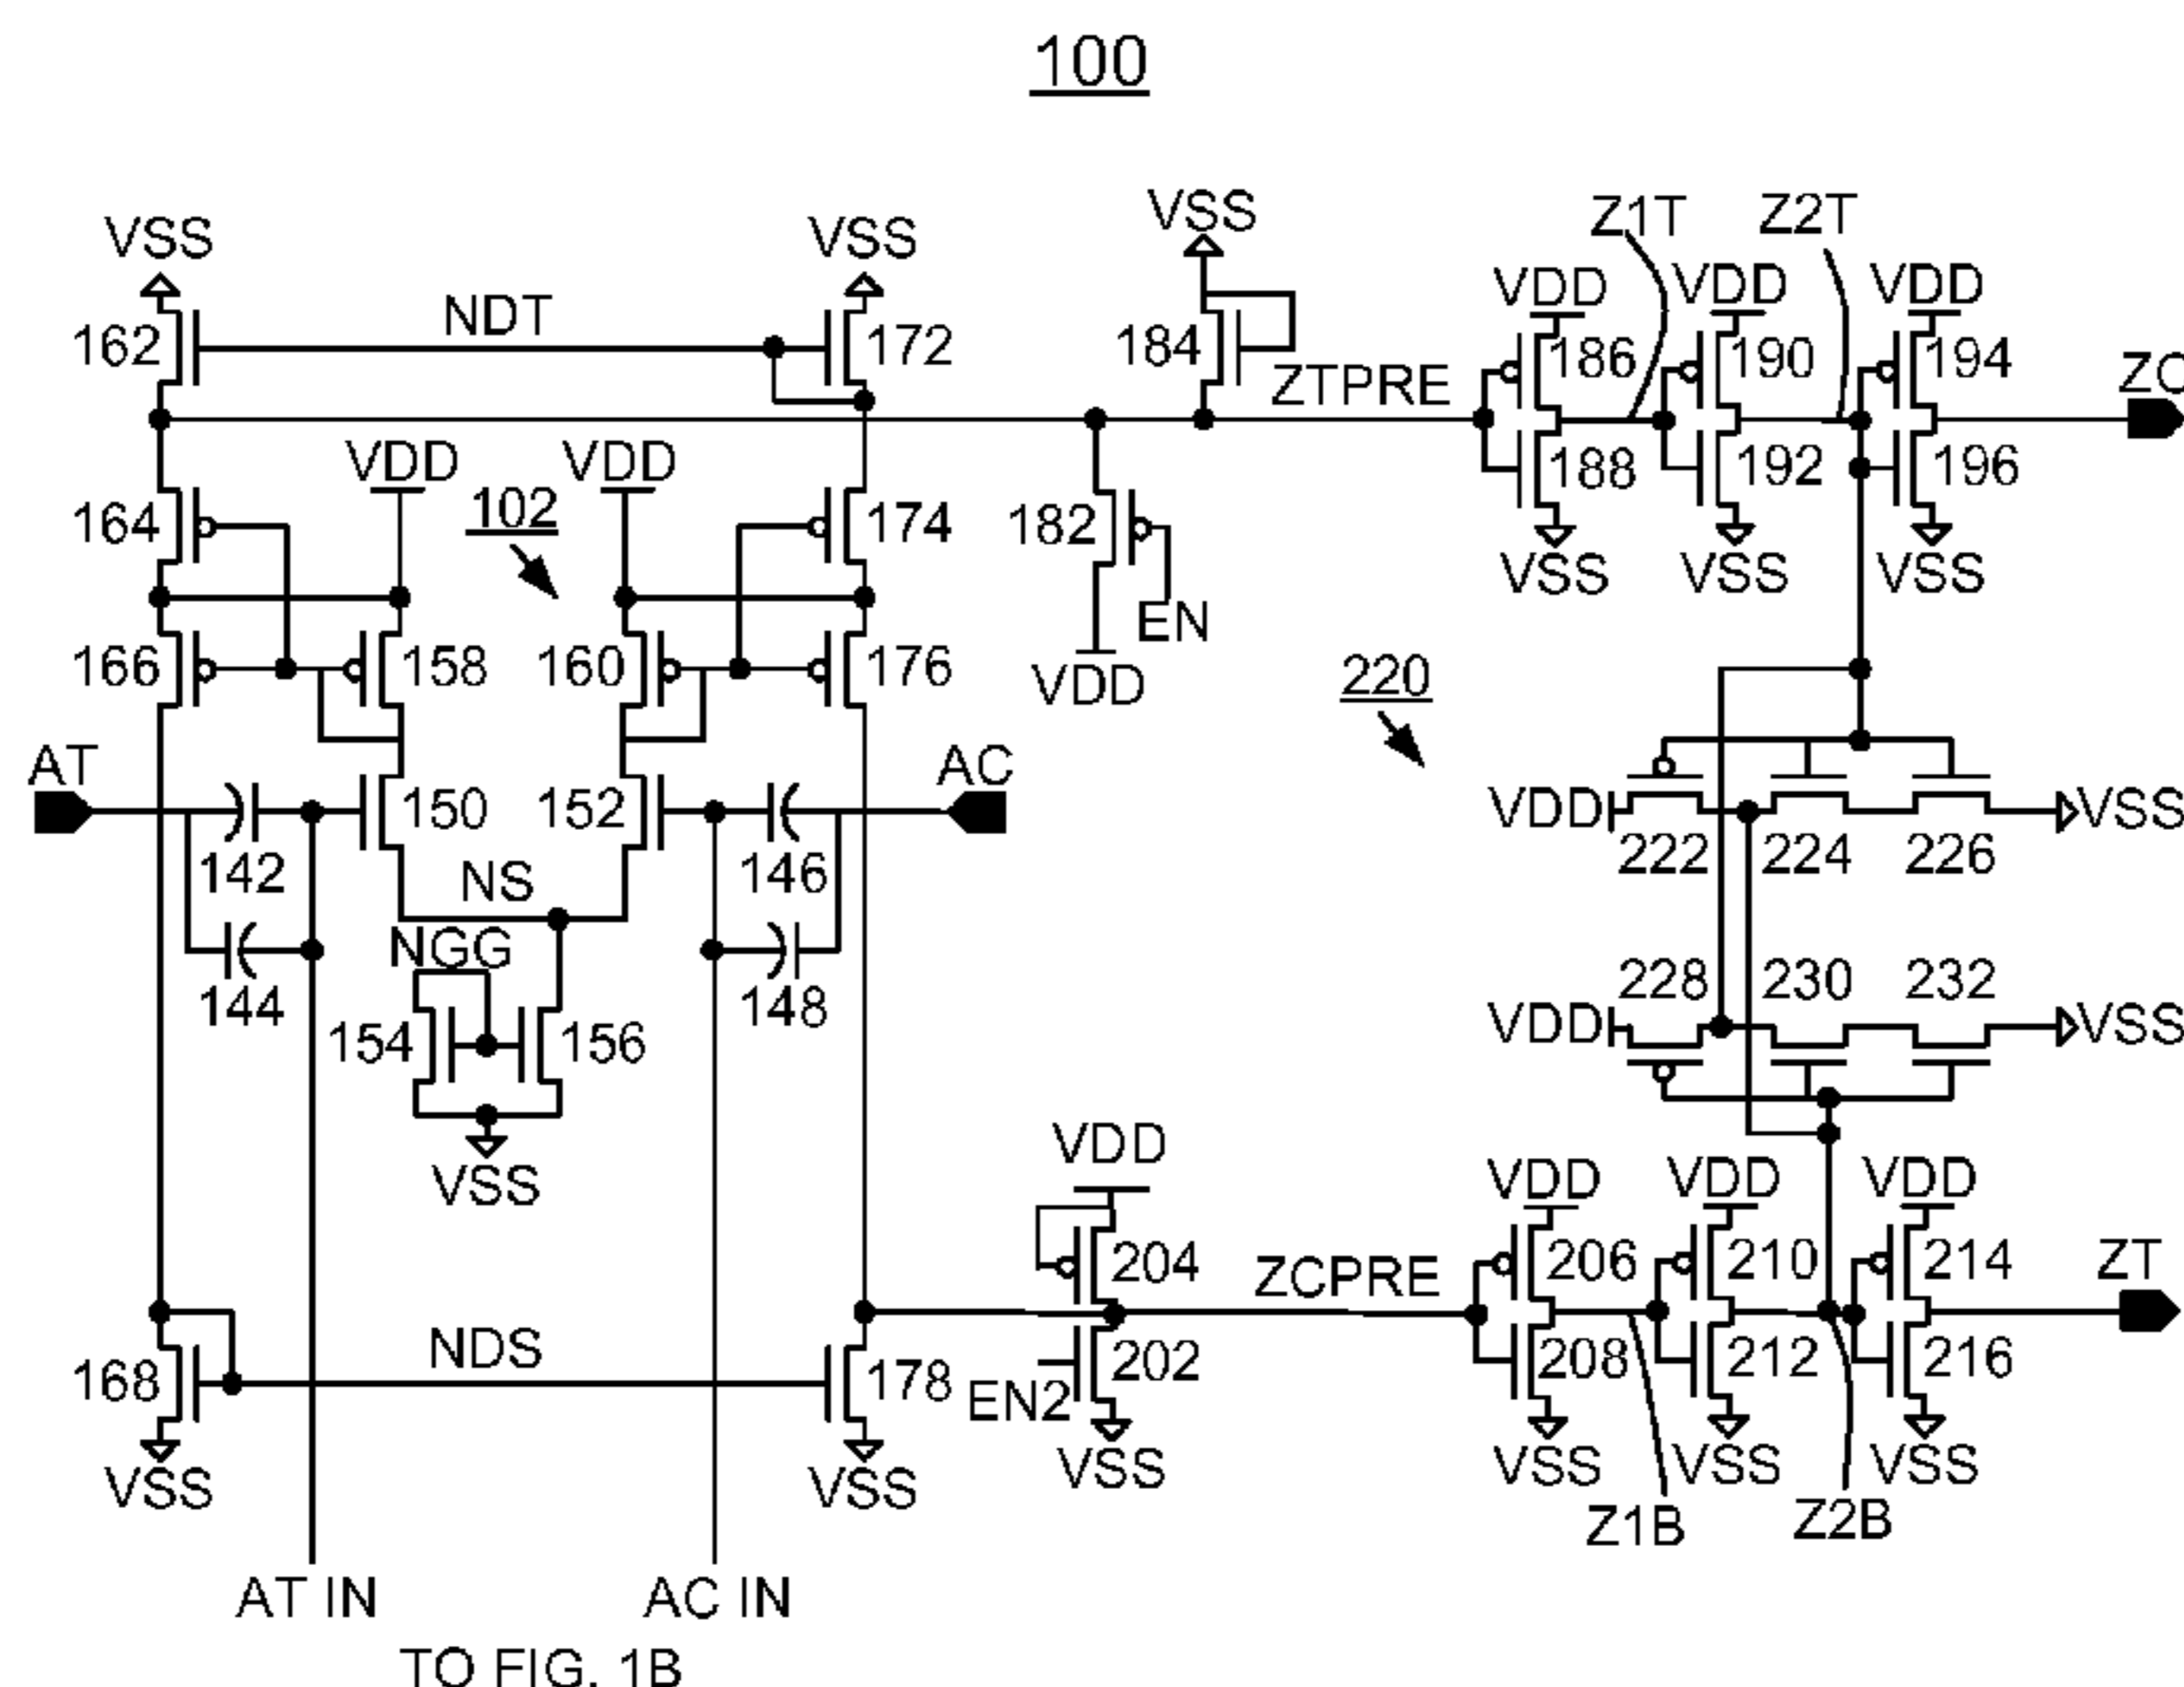 100
VSS
Z1T
Z2T
VSS
VSS
VDD
VDD
VDD
NDT
162
172
184
186
190
194
ZTPRE
ZC
VDD
VDD
102
188
192
196
164
174
182
VSS
VSS
VSS
EN
166
158
160
176
VDD
220
AT
AC
150
152
VDD
VSS
142
146
222
224
226
NS
NGG
144
148
228
230
232
154
156
VDD
VSS
VSS
VDD
VDD
VDD
VDD
204
206
210
214
ZT
ZCPRE
NDS
168
178
202
208
212
216
EN2
VSS
VSS
VSS
VSS
VSS
VSS
Z1B
Z2B
AT IN
AC IN
TO FIG. 1B